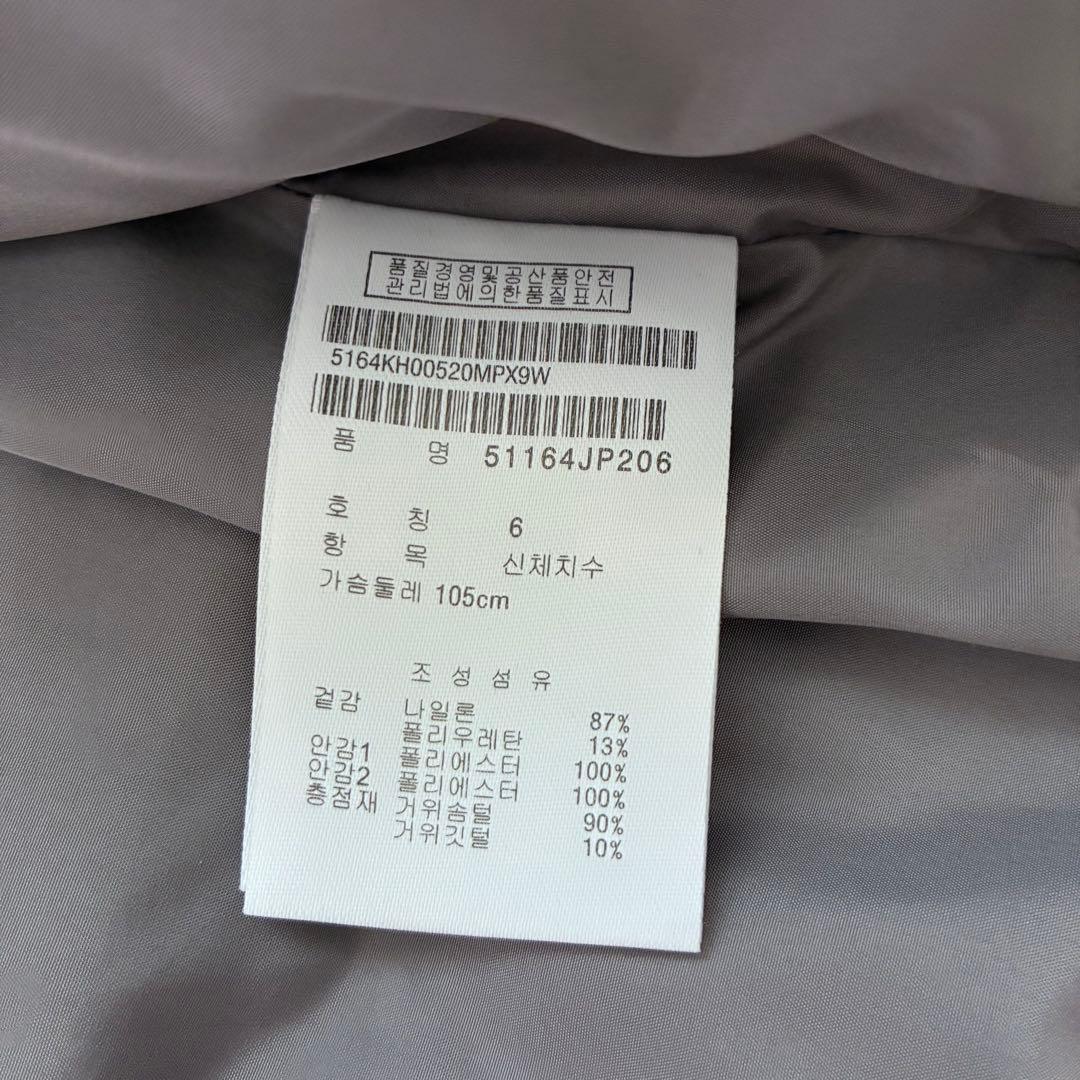 품질경영및공산품안전
관리법에의한품질표시
5164KH00520MPX9W
품 명 51164JP206
호 칭 6
항 목 신체치수
가슴둘레 105cm
조 성 섬 유
겉감 나일론 87%
폴리우레탄 13%
안감1 폴리에스터 100%
안감2 폴리에스터 100%
충점재 거위솜털 90%
거위깃털 10%